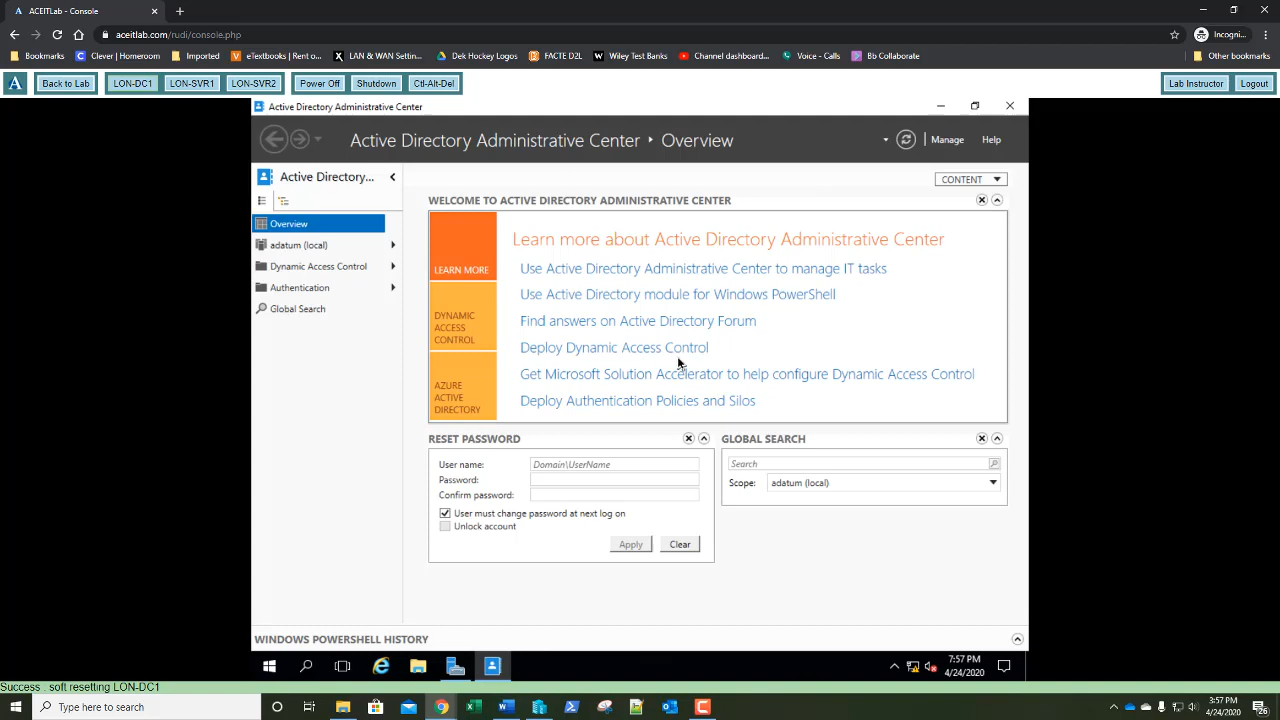 ACEITLab - Console
aceitlab.com/rudi/console.php
Incogni...
Bookmarks
Clever | Homeroom
Imported
eTextbooks | Rent o...
LAN & WAN Settin...
Dek Hockey Logos
FACTE D2L
Wiley Test Banks
Channel dashboard...
Voice - Calls
Bb Collaborate
Other bookmarks
Back to Lab
LON-DC1
LON-SVR1
LON-SVR2
Power Off
Shutdown
Ctl-Alt-Del
Lab Instructor
Logout
Active Directory Administrative Center
Active Directory Administrative Center • Overview
Manage
Help
Active Directory...
Overview
adatum (local)
Dynamic Access Control
Authentication
Global Search
CONTENT
WELCOME TO ACTIVE DIRECTORY ADMINISTRATIVE CENTER
LEARN MORE
DYNAMIC
ACCESS
CONTROL
AZURE
ACTIVE
DIRECTORY
Learn more about Active Directory Administrative Center
Use Active Directory Administrative Center to manage IT tasks
Use Active Directory module for Windows PowerShell
Find answers on Active Directory Forum
Deploy Dynamic Access Control
Get Microsoft Solution Accelerator to help configure Dynamic Access Control
Deploy Authentication Policies and Silos
RESET PASSWORD
User name:
Domain\UserName
Password:
Confirm password:
User must change password at next log on
Unlock account
Apply
Clear
GLOBAL SEARCH
Search
Scope:
adatum (local)
WINDOWS POWERSHELL HISTORY
7:57 PM
4/24/2020
Success : soft resetting LON-DC1
Type here to search
3:57 PM
4/24/2020